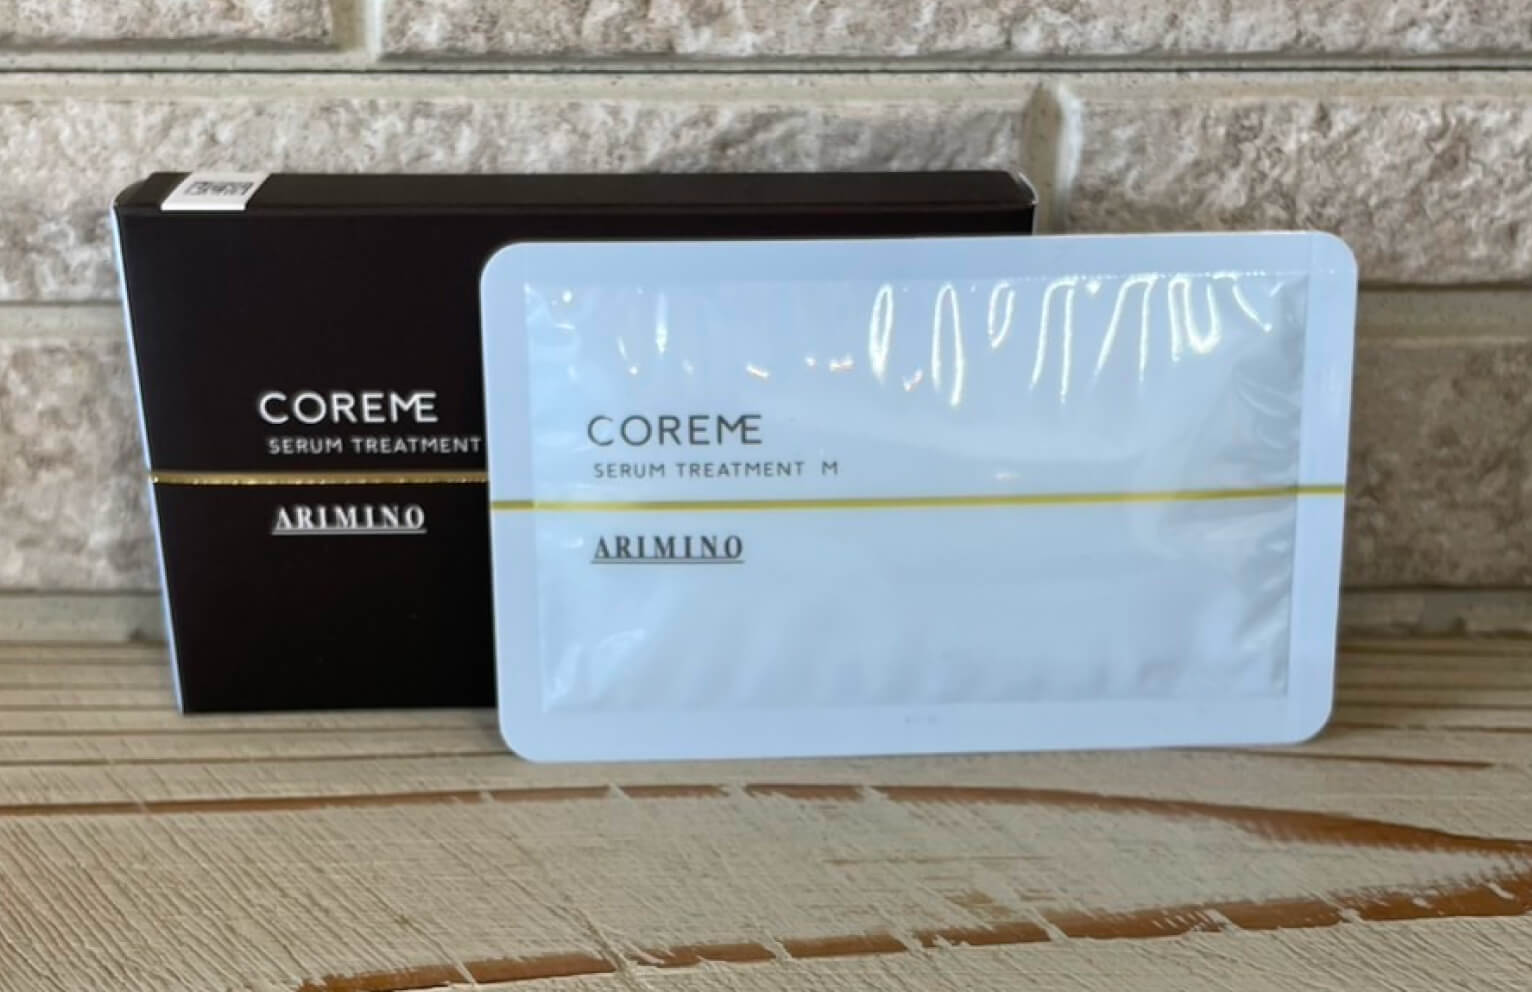 COREME
SERUM TREATMENT
ARIMINO
COREME
SERUM TREATMENT M
ARIMINO